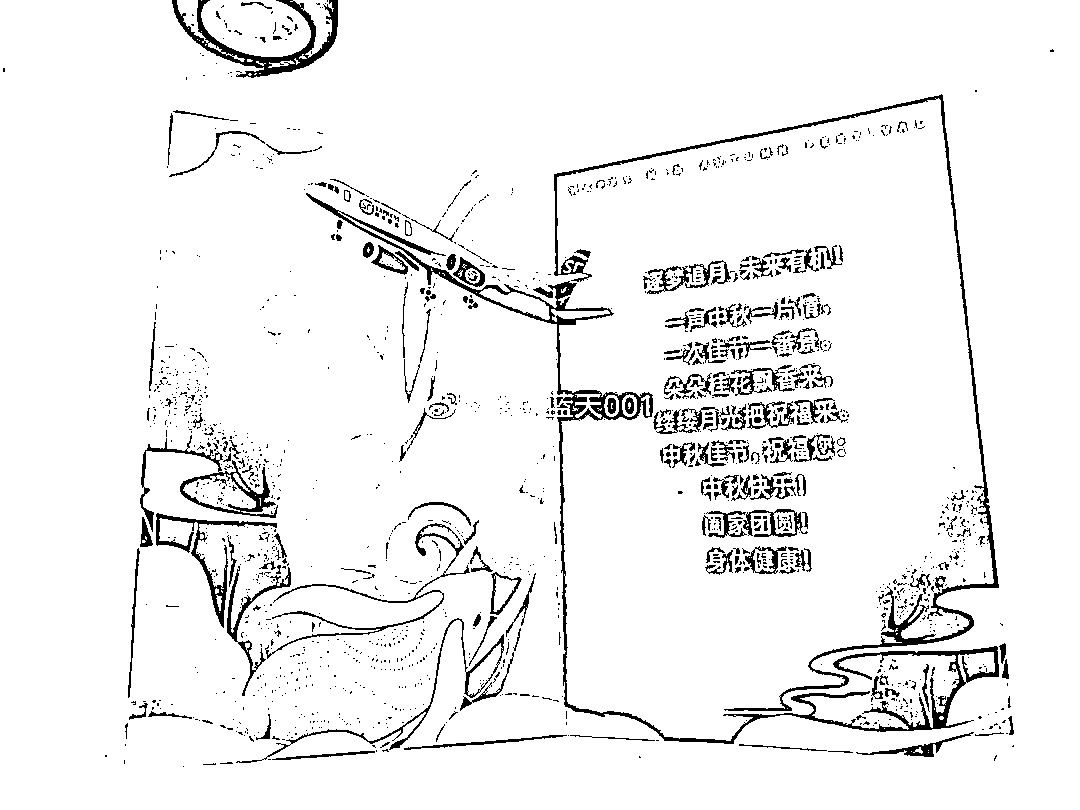 逐梦追月，未来有机！
一声中秋一片情。
一次佳节一番景。
朵朵桂花飘香来，
蓝天001
缕缕月光把祝福采。
中秋佳节，祝福您：
中秋快乐！
阖家团圆！
身体健康！